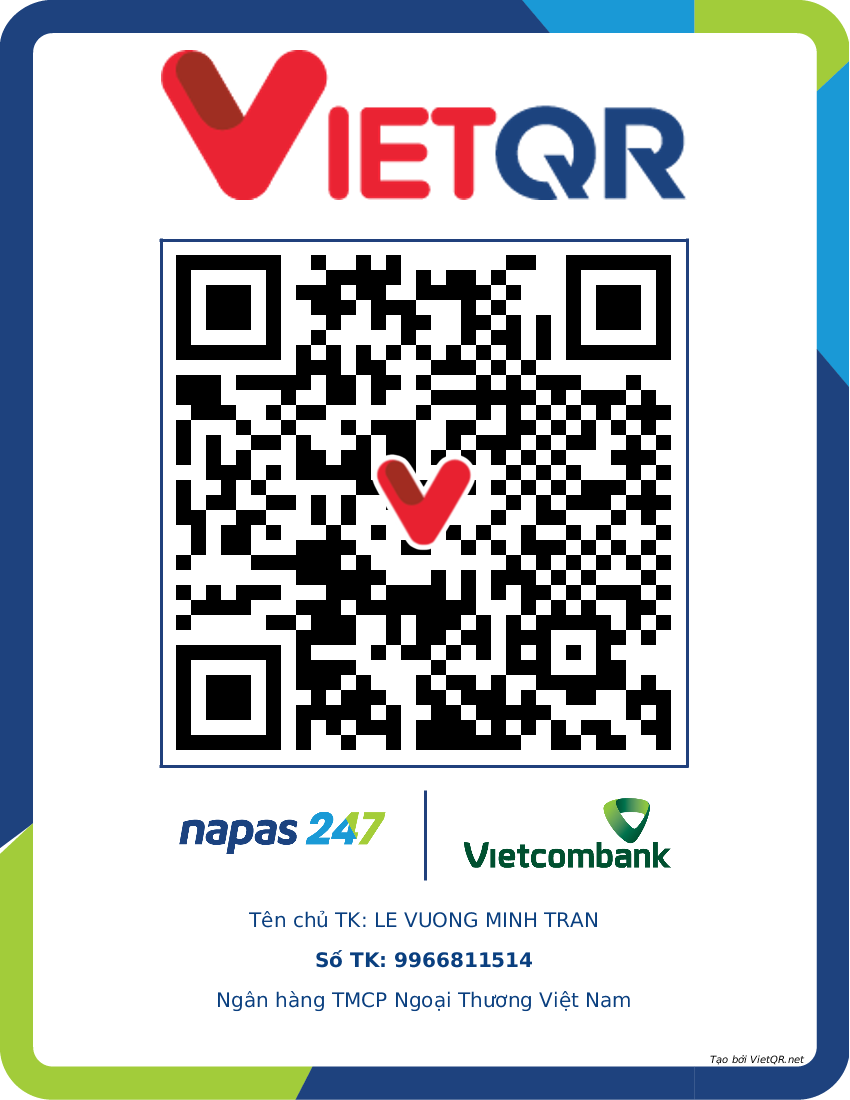 VIETQR
napas 247
Vietcombank
Tên chủ TK: LE VUONG MINH TRAN
Số TK: 9966811514
Ngân hàng TMCP Ngoại Thương Việt Nam
Tạo bởi VietQR.net